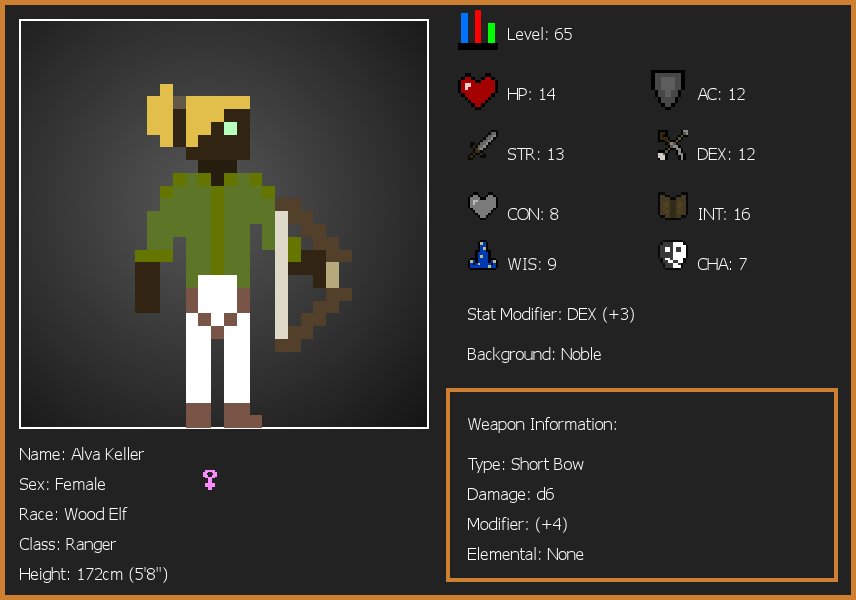 Level: 65
HP: 14
AC: 12
STR: 13
DEX: 12
CON: 8
INT: 16
WIS: 9
CHA: 7
Stat Modifier: DEX (+3)
Background: Noble
Weapon Information:
Type: Short Bow
Damage: d6
Modifier: (+4)
Elemental: None
Name: Alva Keller
Sex: Female
Race: Wood Elf
Class: Ranger
Height: 172cm (5'8")